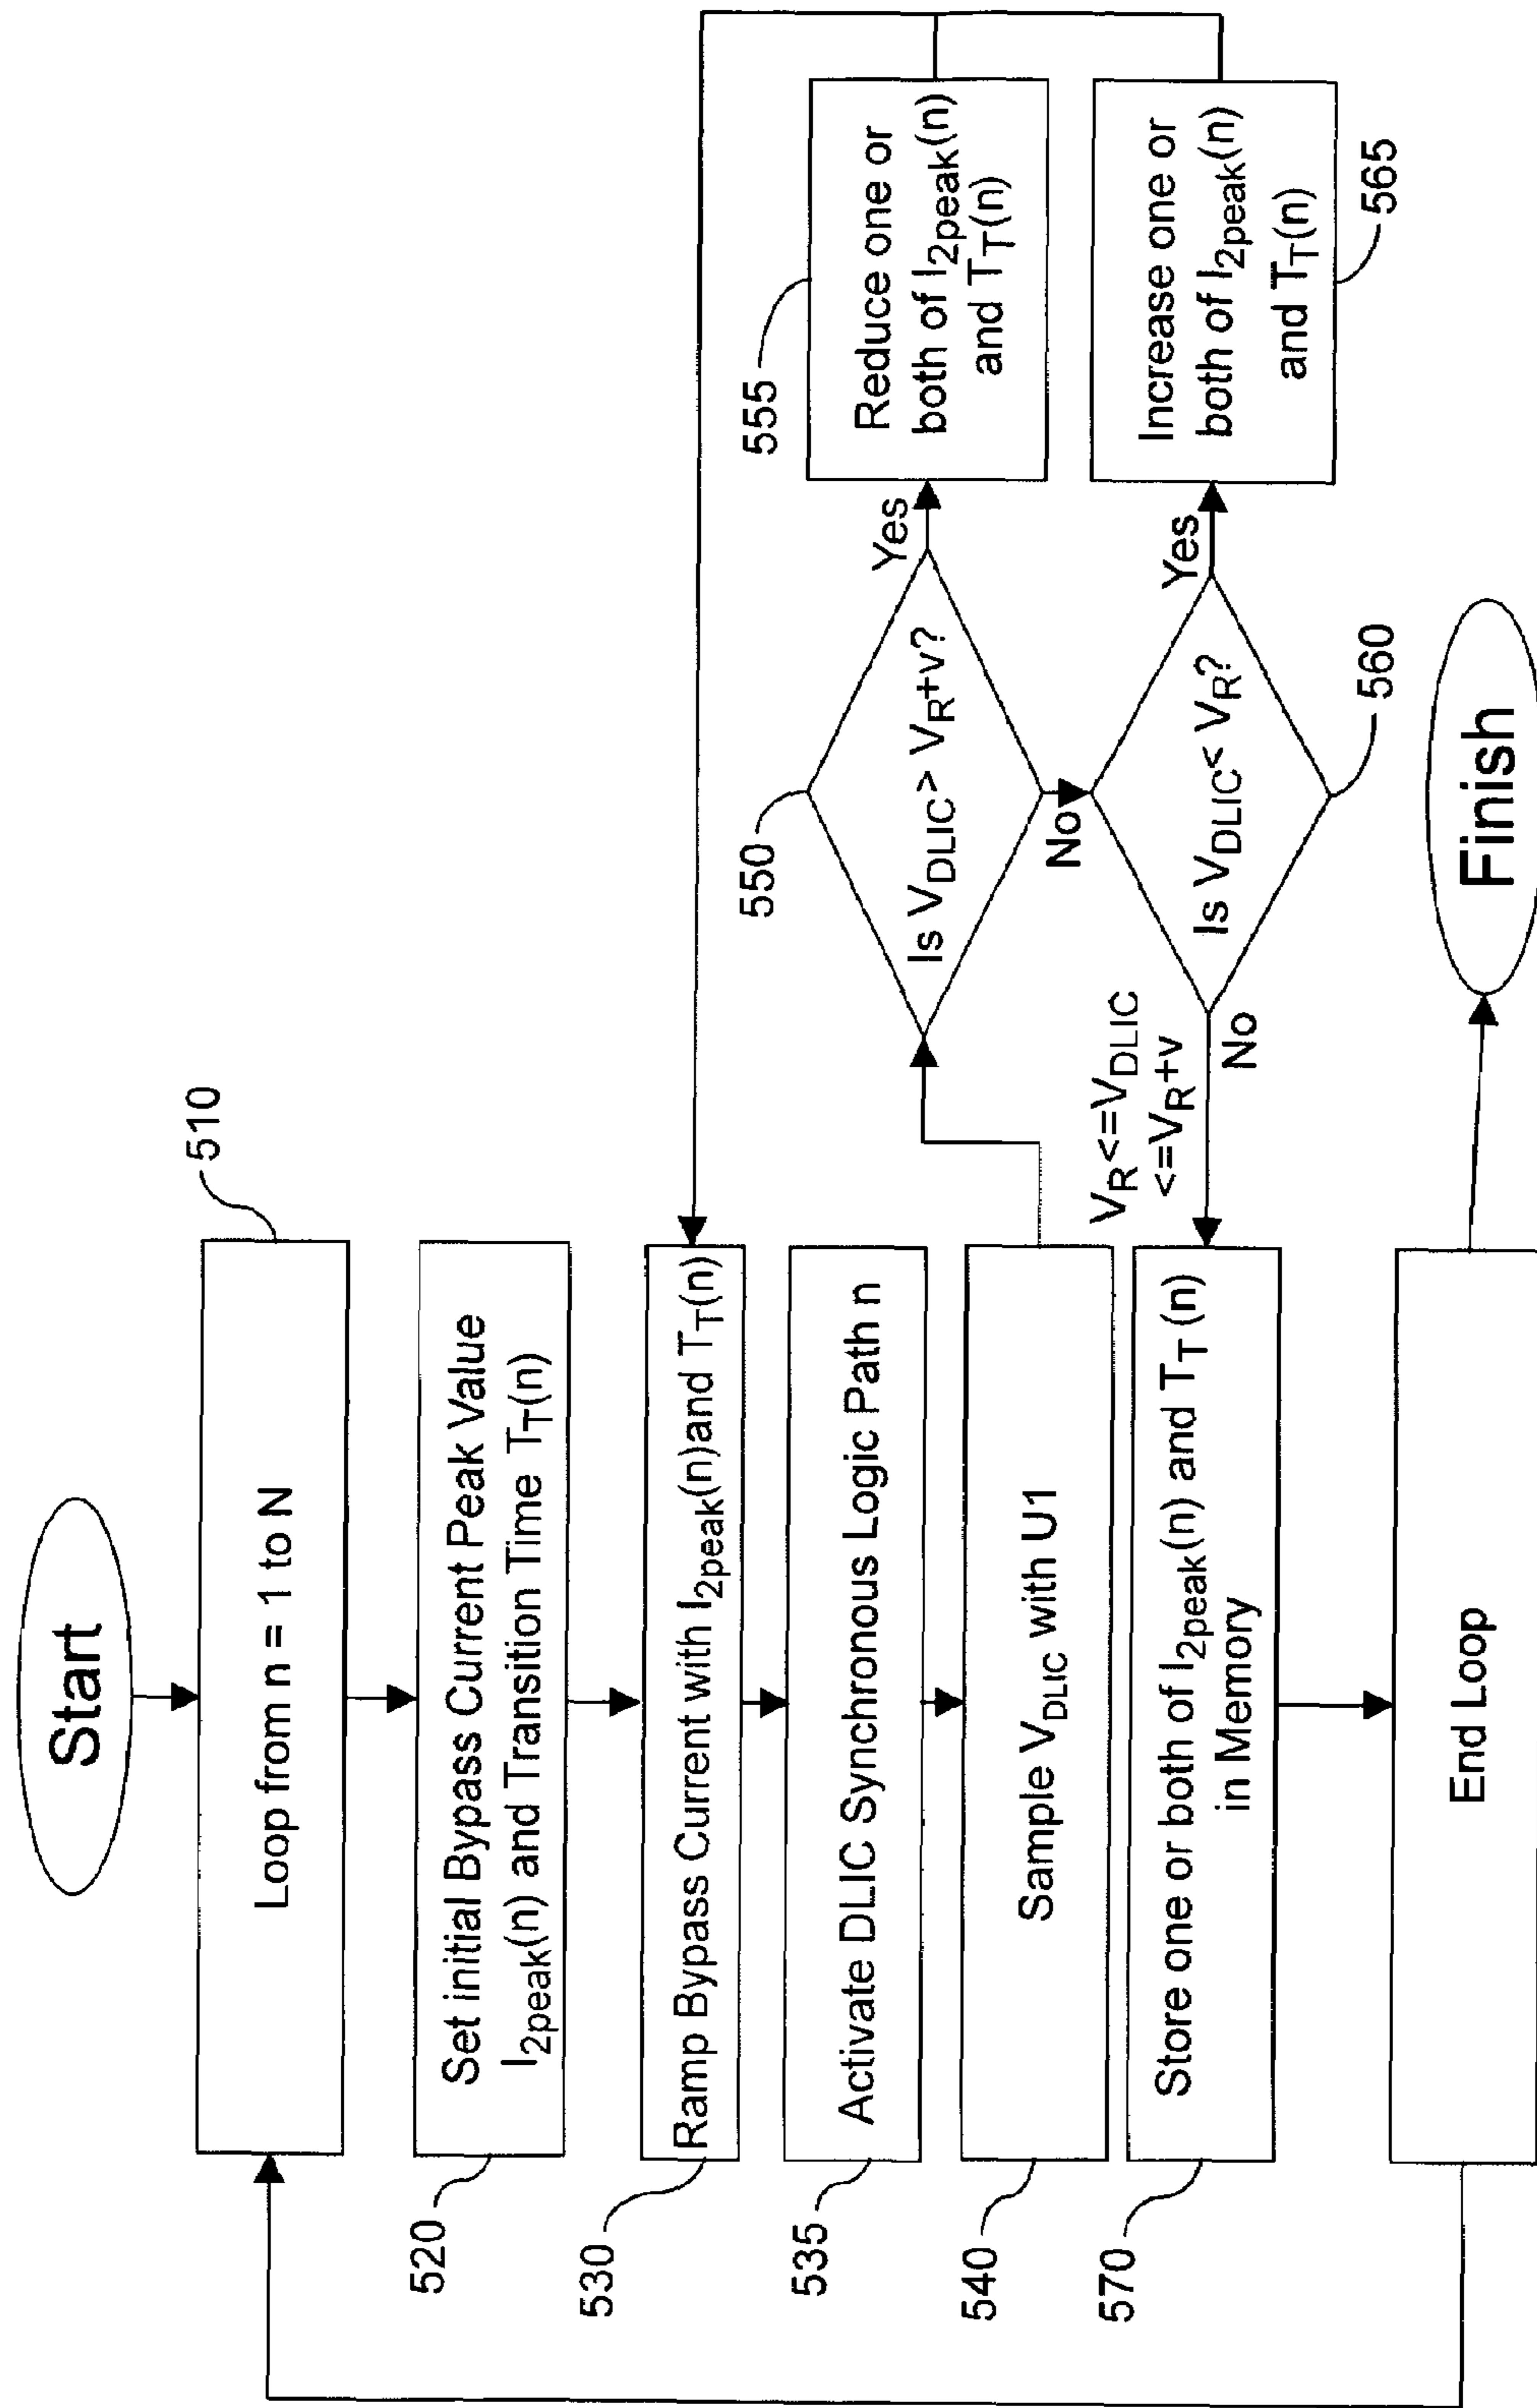 Start
510
Loop from n = 1 to N
520
Set initial Bypass Current Peak Value
I2peak(n) and Transition Time TT(n)
530
Ramp Bypass Current with I2peak(n)and TT(n)
535
Activate DLIC Synchronous Logic Path n
540
Sample VDLIC with U1
550
Is VDLIC> VR+v?
Yes
555
Reduce one or
both of I2peak(n)
and TT(n)
No
560
Is VDLIC< VR?
Yes
565
Increase one or
both of I2peak(n)
and TT(n)
No
VR<=VDLIC
<=VR+v
570
Store one or both of I2peak(n) and TT (n)
in Memory
End Loop
Finish